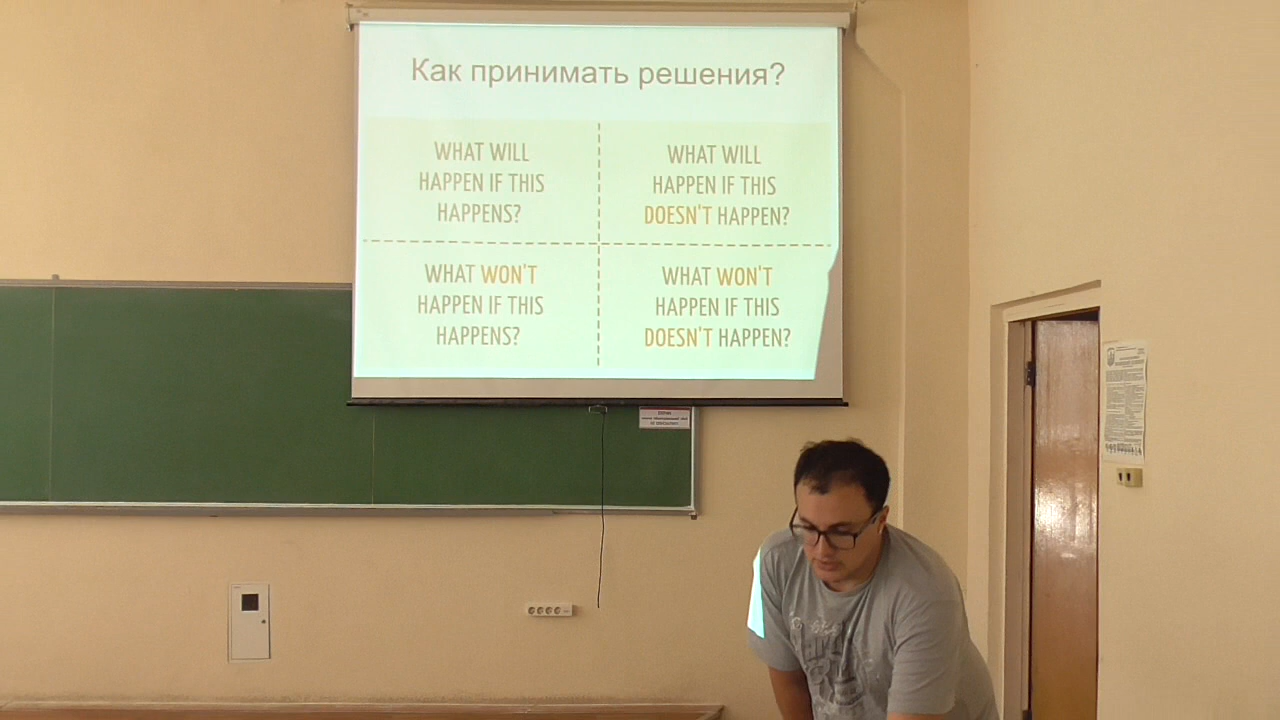 Как принимать решения?
WHAT WILL
HAPPEN IF THIS
HAPPENS?
WHAT WILL
HAPPEN IF THIS
DOESN'T HAPPEN?
WHAT WON'T
HAPPEN IF THIS
HAPPENS?
WHAT WON'T
HAPPEN IF THIS
DOESN'T HAPPEN?